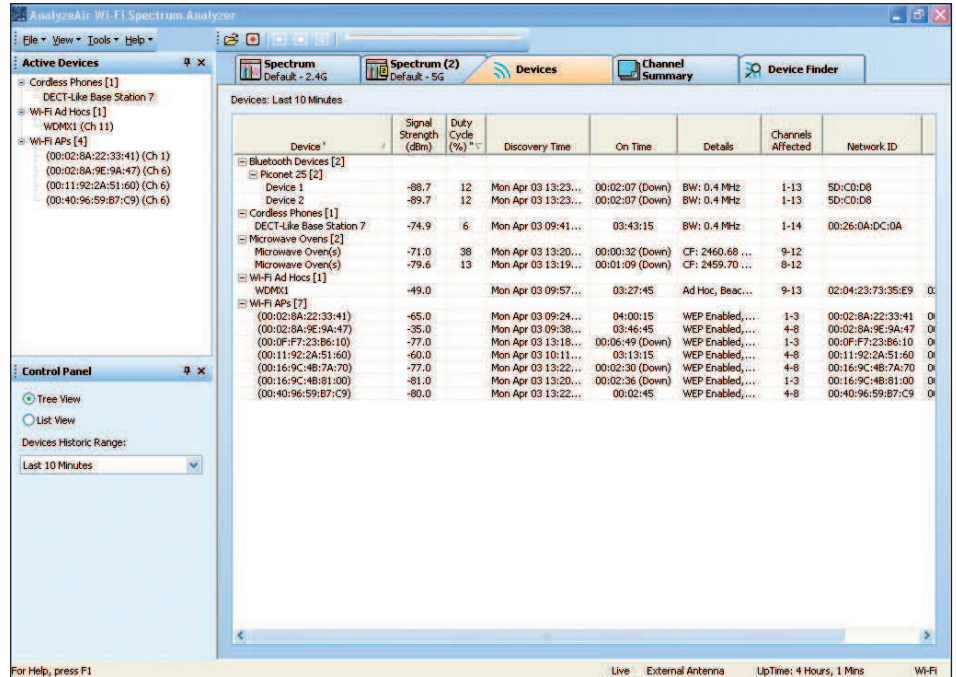 AnalyzeAir Wi-Fi Spectrum Analyzer
File View Tools Help
Active Devices
Cordless Phones [1]
DECT-Like Base Station 7
Wi-Fi Ad Hocs [1]
WDMX1 (Ch 11)
Wi-Fi APs [4]
(00:02:8A:22:33:41) (Ch 1)
(00:02:8A:9E:9A:47) (Ch 6)
(00:11:92:2A:51:60) (Ch 6)
(00:40:96:59:B7:C9) (Ch 6)
Control Panel
Tree View
List View
Devices Historic Range:
Last 10 Minutes
Spectrum
Default - 2.4G
Spectrum (2)
Default - 5G
Devices
Channel
Summary
Device Finder
Devices: Last 10 Minutes
Device Signal Strength (dBm) Duty Cycle (%) Discovery Time On Time Details Channels Affected Network ID
Bluetooth Devices [2]
Piconet 25 [2]
Device 1 -88.7 12 Mon Apr 03 13:23... 00:02:07 (Down) BW: 0.4 MHz 1-13 5D:C0:D8
Device 2 -89.7 12 Mon Apr 03 13:23... 00:02:07 (Down) BW: 0.4 MHz 1-13 5D:C0:D8
Cordless Phones [1]
DECT-Like Base Station 7 -74.9 6 Mon Apr 03 09:41... 03:43:15 BW: 0.4 MHz 1-14 00:26:0A:DC:0A
Microwave Ovens [2]
Microwave Oven(s) -71.0 38 Mon Apr 03 13:20... 00:00:32 (Down) CF: 2460.68 ... 9-12
Microwave Oven(s) -79.6 13 Mon Apr 03 13:19... 00:01:09 (Down) CF: 2459.70 ... 8-12
Wi-Fi Ad Hocs [1]
WDMX1 -49.0 Mon Apr 03 09:57... 03:27:45 Ad Hoc, Beac... 9-13 02:04:23:73:35:E9
Wi-Fi APs [7]
(00:02:8A:22:33:41) -65.0 Mon Apr 03 09:24... 04:00:15 WEP Enabled,... 1-3 00:02:8A:22:33:41
(00:02:8A:9E:9A:47) -35.0 Mon Apr 03 09:38... 03:46:45 WEP Enabled,... 4-8 00:02:8A:9E:9A:47
(00:0F:F7:23:B6:10) -77.0 Mon Apr 03 13:18... 00:06:49 (Down) WEP Enabled,... 1-3 00:0F:F7:23:B6:10
(00:11:92:2A:51:60) -60.0 Mon Apr 03 10:11... 03:13:15 WEP Enabled,... 4-8 00:11:92:2A:51:60
(00:16:9C:4B:7A:70) -77.0 Mon Apr 03 13:22... 00:02:30 (Down) WEP Enabled,... 4-8 00:16:9C:4B:7A:70
(00:16:9C:4B:81:00) -81.0 Mon Apr 03 13:20... 00:02:36 (Down) WEP Enabled,... 1-3 00:16:9C:4B:81:00
(00:40:96:59:B7:C9) -80.0 Mon Apr 03 13:22... 00:02:45 WEP Enabled,... 4-8 00:40:96:59:B7:C9
For Help, press F1
Live External Antenna UpTime: 4 Hours, 1 Mins Wi-Fi